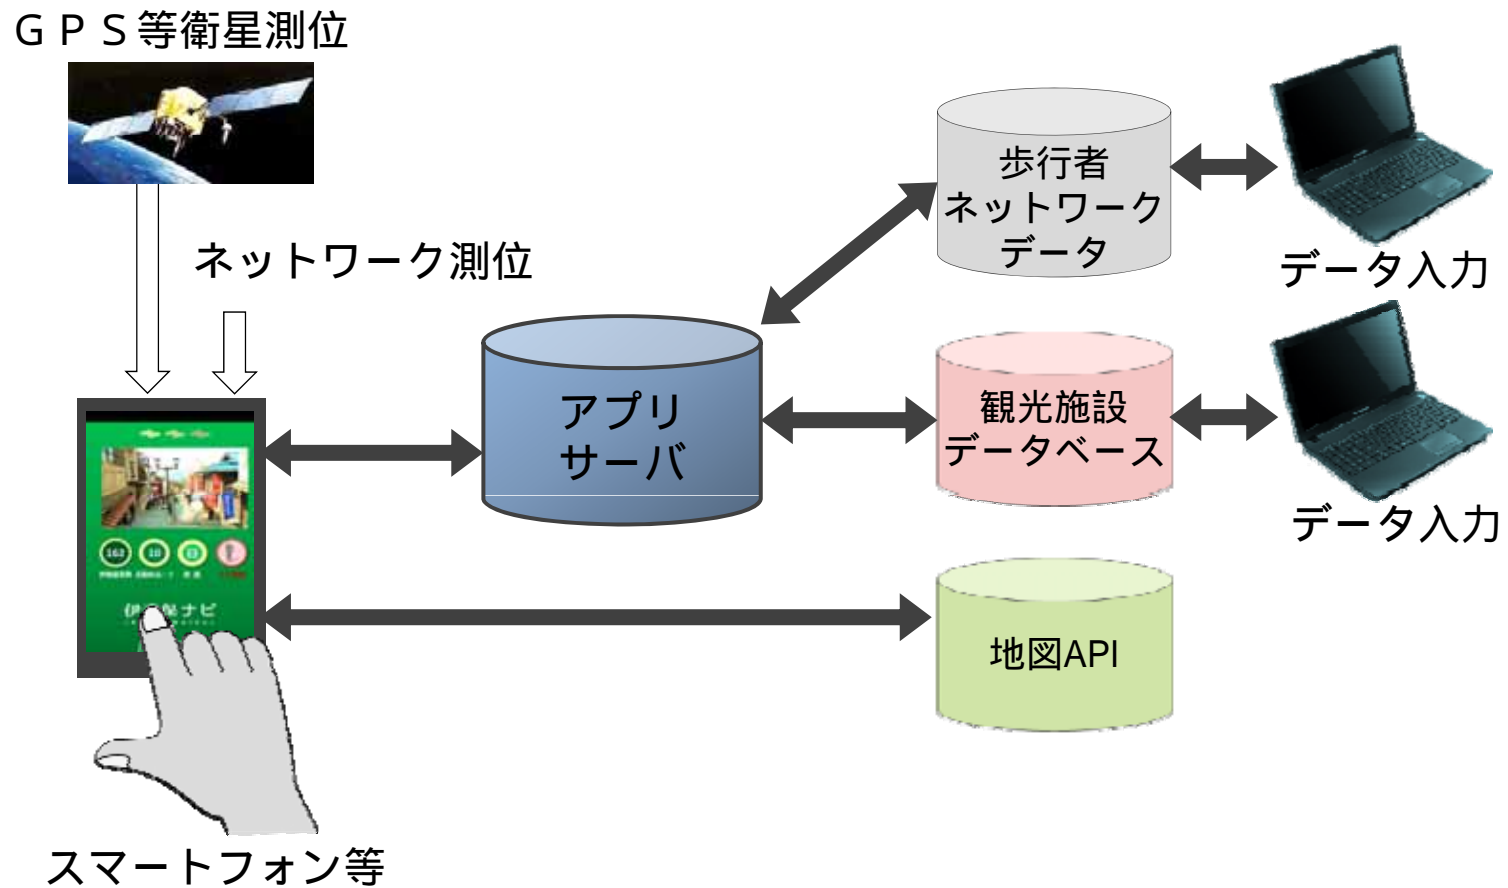 ＧＰＳ等衛星測位
ネットワーク測位
歩行者
ネットワーク
データ
データ入力
アプリ
サーバ
観光施設
データベース
データ入力
162
地図API
スマートフォン等